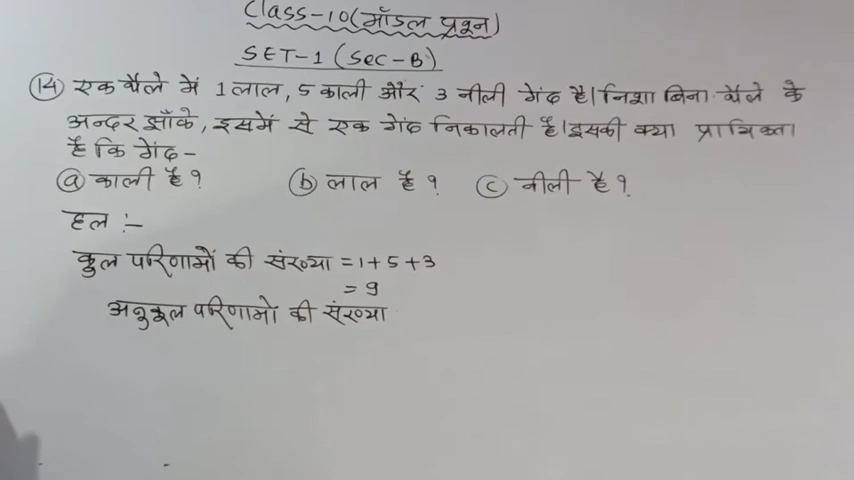 Class-10(मॉडल प्रश्न)
SET-1 (Sec-B)
14 एक थैले में 1 लाल, 5 काली और 3 नीली गेंद है। निशा बिना थैले के
अन्दर झाँके, इसमें से एक गेंद निकालती है। इसकी क्या प्रायिकता
है कि गेंद-
a काली है? b लाल है? c नीली है?
हल :-
कुल परिणामों की संख्या = 1+5+3
= 9
अनुकूल परिणामो की संख्या